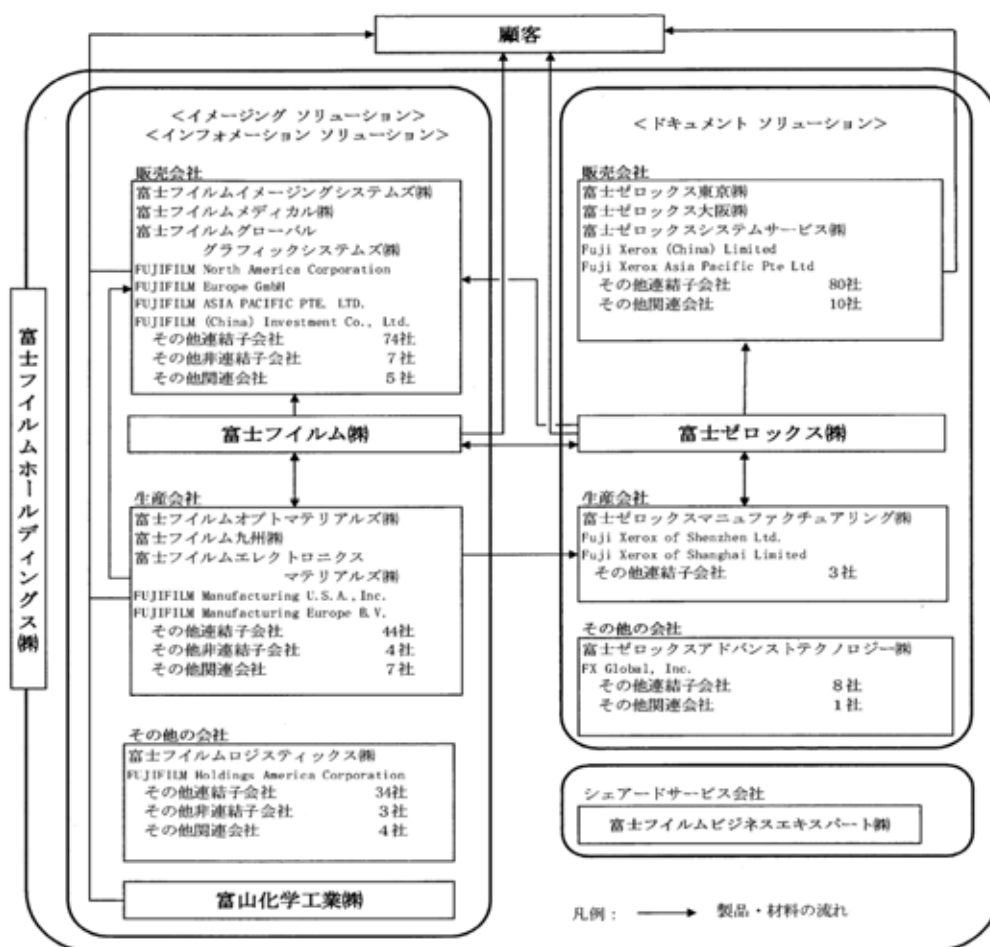 顧客
富士フイルムホールディングス㈱
＜イメージング ソリューション＞
＜インフォメーション ソリューション＞
販売会社
富士フイルムイメージングシステムズ㈱
富士フイルムメディカル㈱
富士フイルムグローバル
グラフィックシステムズ㈱
FUJIFILM North America Corporation
FUJIFILM Europe GmbH
FUJIFILM ASIA PACIFIC PTE. LTD.
FUJIFILM (China) Investment Co., Ltd.
その他連結子会社 74社
その他非連結子会社 7社
その他関連会社 5社
富士フイルム㈱
生産会社
富士フイルムオプトマテリアルズ㈱
富士フイルム九州㈱
富士フイルムエレクトロニクス
マテリアルズ㈱
FUJIFILM Manufacturing U.S.A., Inc.
FUJIFILM Manufacturing Europe B.V.
その他連結子会社 44社
その他非連結子会社 4社
その他関連会社 7社
その他の会社
富士フイルムロジスティックス㈱
FUJIFILM Holdings America Corporation
その他連結子会社 34社
その他非連結子会社 3社
その他関連会社 4社
富山化学工業㈱
＜ドキュメント ソリューション＞
販売会社
富士ゼロックス東京㈱
富士ゼロックス大阪㈱
富士ゼロックスシステムサービス㈱
Fuji Xerox (China) Limited
Fuji Xerox Asia Pacific Pte Ltd
その他連結子会社 80社
その他関連会社 10社
富士ゼロックス㈱
生産会社
富士ゼロックスマニュファクチュアリング㈱
Fuji Xerox of Shenzhen Ltd.
Fuji Xerox of Shanghai Limited
その他連結子会社 3社
その他の会社
富士ゼロックスアドバンストテクノロジー㈱
FX Global, Inc.
その他連結子会社 8社
その他関連会社 1社
シェアードサービス会社
富士フイルムビジネスエキスパート㈱
凡例： 製品・材料の流れ